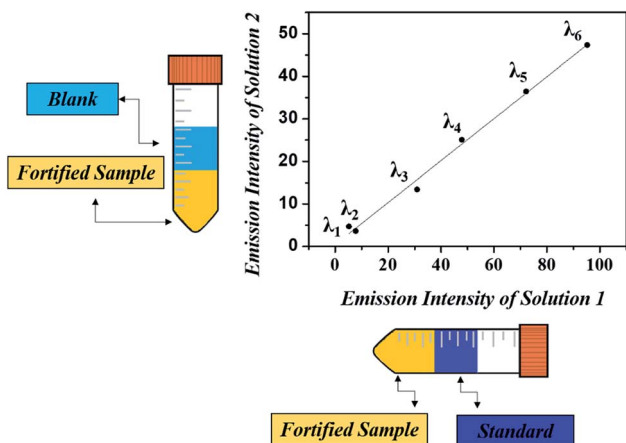 Blank
Fortified Sample
Emission Intensity of Solution 2
50
40
30
20
10
0
λ1
λ2
λ3
λ4
λ5
λ6
0 20 40 60 80 100
Emission Intensity of Solution 1
Fortified Sample
Standard